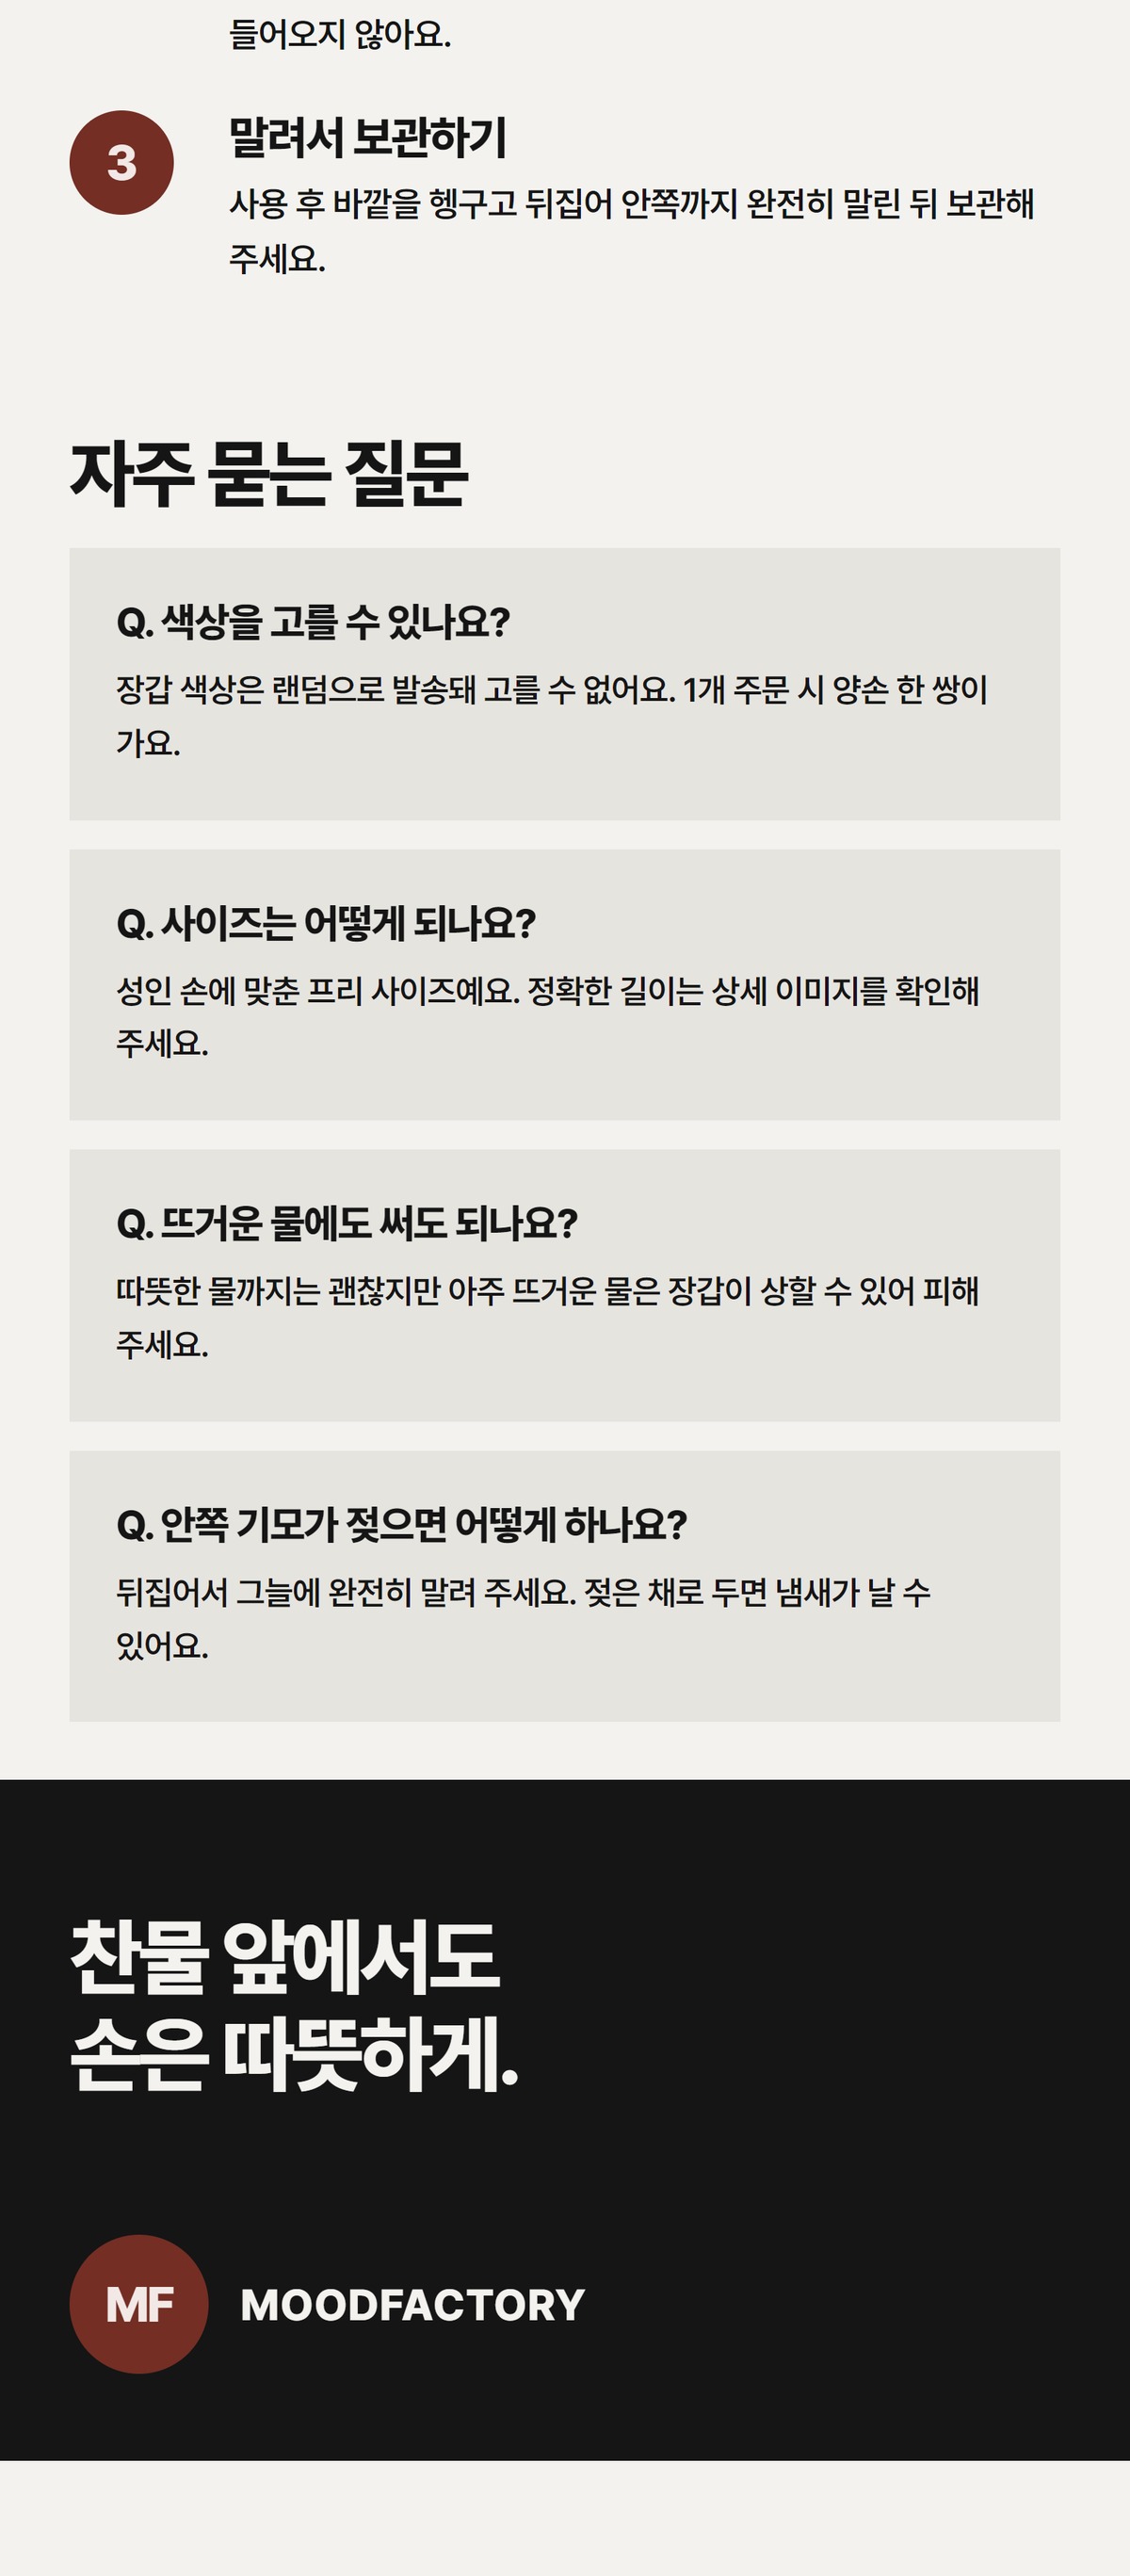 들어오지 않아요.
3
말려서 보관하기
사용 후 바깥을 헹구고 뒤집어 안쪽까지 완전히 말린 뒤 보관해
주세요.
자주 묻는 질문
Q. 색상을 고를 수 있나요?
장갑 색상은 랜덤으로 발송돼 고를 수 없어요. 1개 주문 시 양손 한 쌍이
가요.
Q. 사이즈는 어떻게 되나요?
성인 손에 맞춘 프리 사이즈예요. 정확한 길이는 상세 이미지를 확인해
주세요.
Q. 뜨거운 물에도 써도 되나요?
따뜻한 물까지는 괜찮지만 아주 뜨거운 물은 장갑이 상할 수 있어 피해
주세요.
Q. 안쪽 기모가 젖으면 어떻게 하나요?
뒤집어서 그늘에 완전히 말려 주세요. 젖은 채로 두면 냄새가 날 수
있어요.
찬물 앞에서도
손은 따뜻하게.
MF
MOODFACTORY